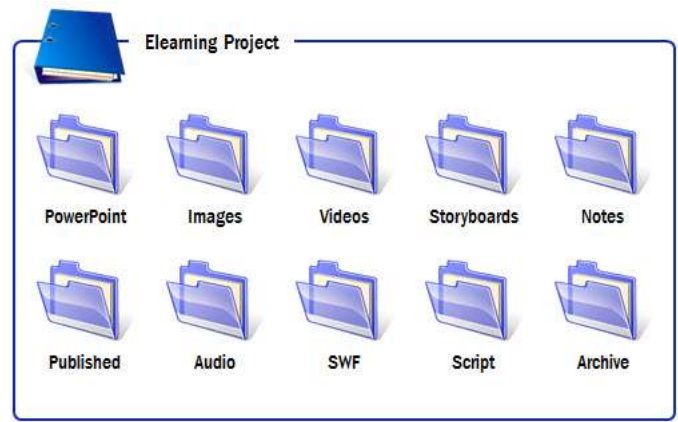 Elearning Project
PowerPoint Images Videos Storyboards Notes
Published Audio SWF Script Archive